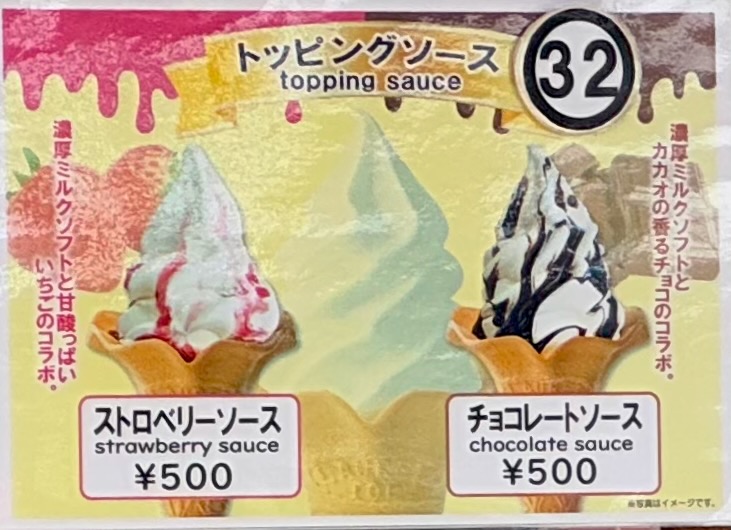 トッピングソース
topping sauce
32
濃厚ミルクソフトと甘酸っぱい
いちごのコラボ。
濃厚ミルクソフトと
カカオの香るチョコのコラボ。
ストロベリーソース
strawberry sauce
¥500
チョコレートソース
chocolate sauce
¥500
※写真はイメージです。